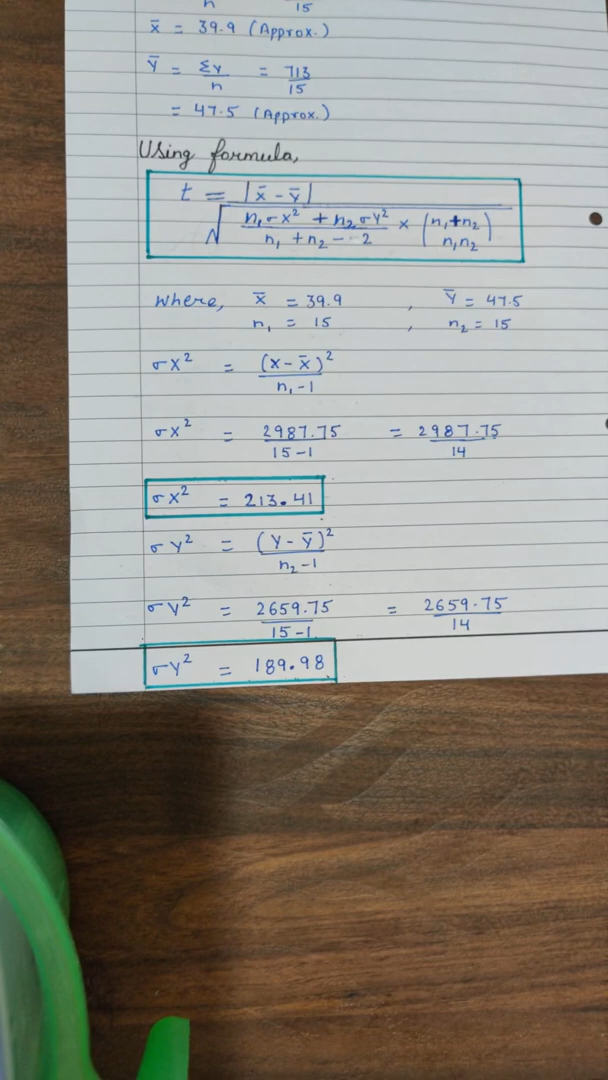 n 15
x̄ = 39.9 (Approx.)
Ȳ = ΣY/n = 713/15
= 47.5 (Approx.)
Using formula,
t = |x̄ - ȳ| / √((n₁σx² + n₂σy²)/(n₁ + n₂ - 2) × ((n₁+n₂)/(n₁n₂)))
where, x̄ = 39.9 , Ȳ = 47.5
n₁ = 15 , n₂ = 15
σx² = (x - x̄)²/(n₁-1)
σx² = 2987.75/(15-1) = 2987.75/14
σx² = 213.41
σY² = (Y - ȳ)²/(n₂-1)
σY² = 2659.75/(15-1) = 2659.75/14
σY² = 189.98